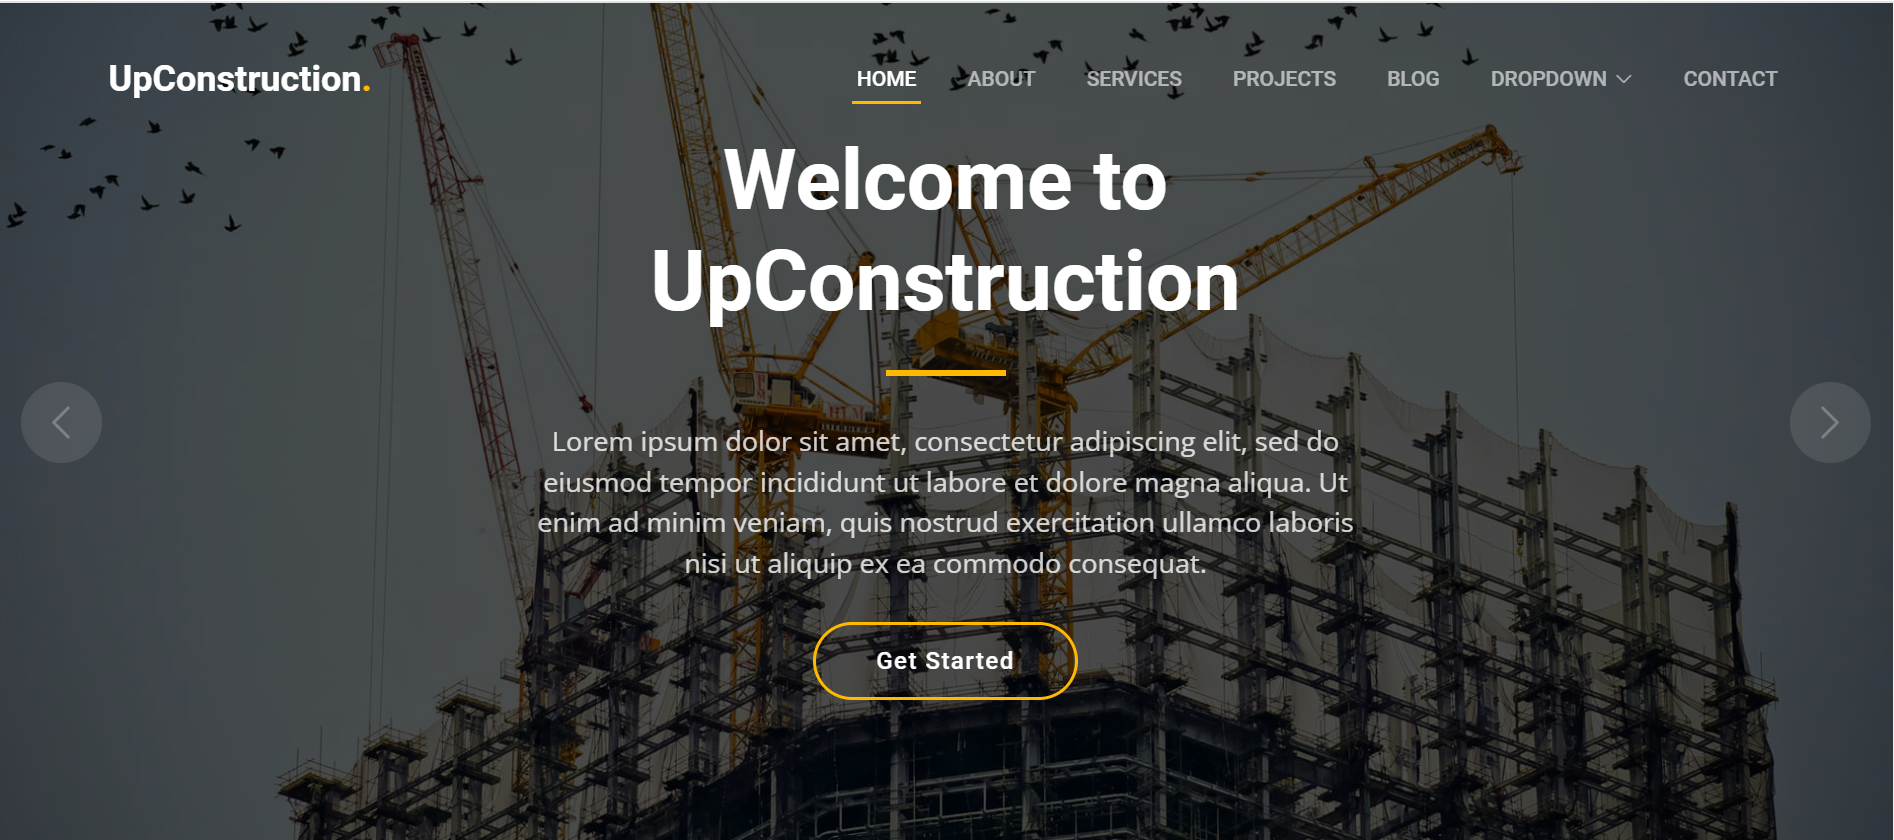 UpConstruction.
HOME ABOUT SERVICES PROJECTS BLOG DROPDOWN CONTACT
Welcome to
UpConstruction
Lorem ipsum dolor sit amet, consectetur adipiscing elit, sed do
eiusmod tempor incididunt ut labore et dolore magna aliqua. Ut
enim ad minim veniam, quis nostrud exercitation ullamco laboris
nisi ut aliquip ex ea commodo consequat.
Get Started